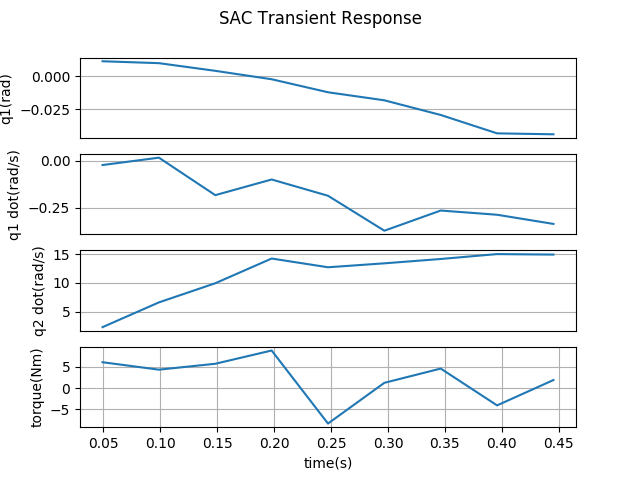 SAC Transient Response
q1(rad)
0.000
−0.025
q1 dot(rad/s)
0.00
−0.25
q2 dot(rad/s)
15
10
5
torque(Nm)
5
0
−5
0.05 0.10 0.15 0.20 0.25 0.30 0.35 0.40 0.45
time(s)